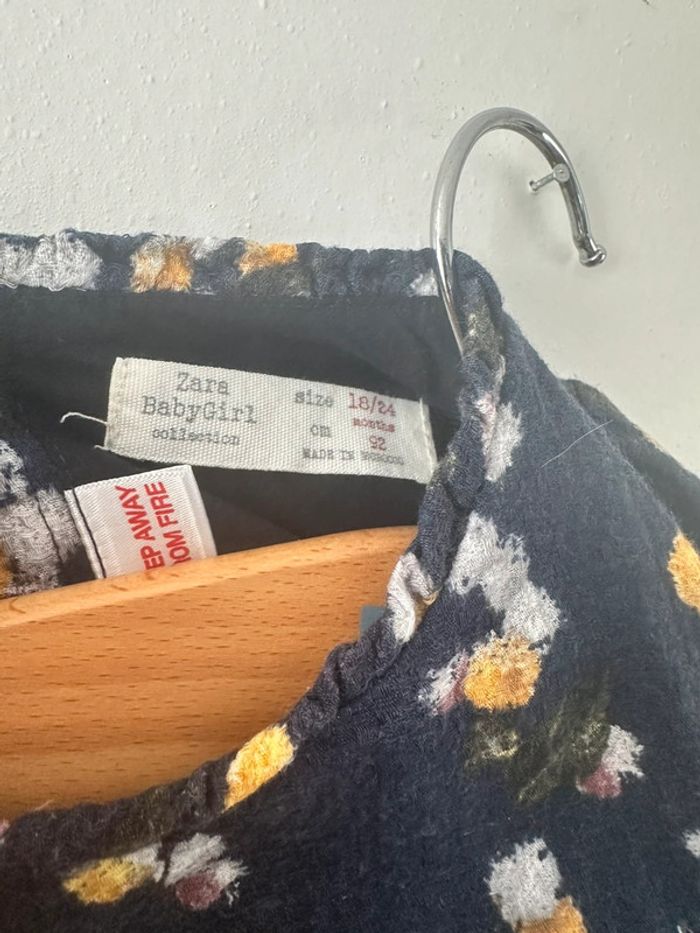 Zara
BabyGirl
collection
size 18/24
months
cm 92
MADE IN MOROCCO
EP AWAY
OM FIRE